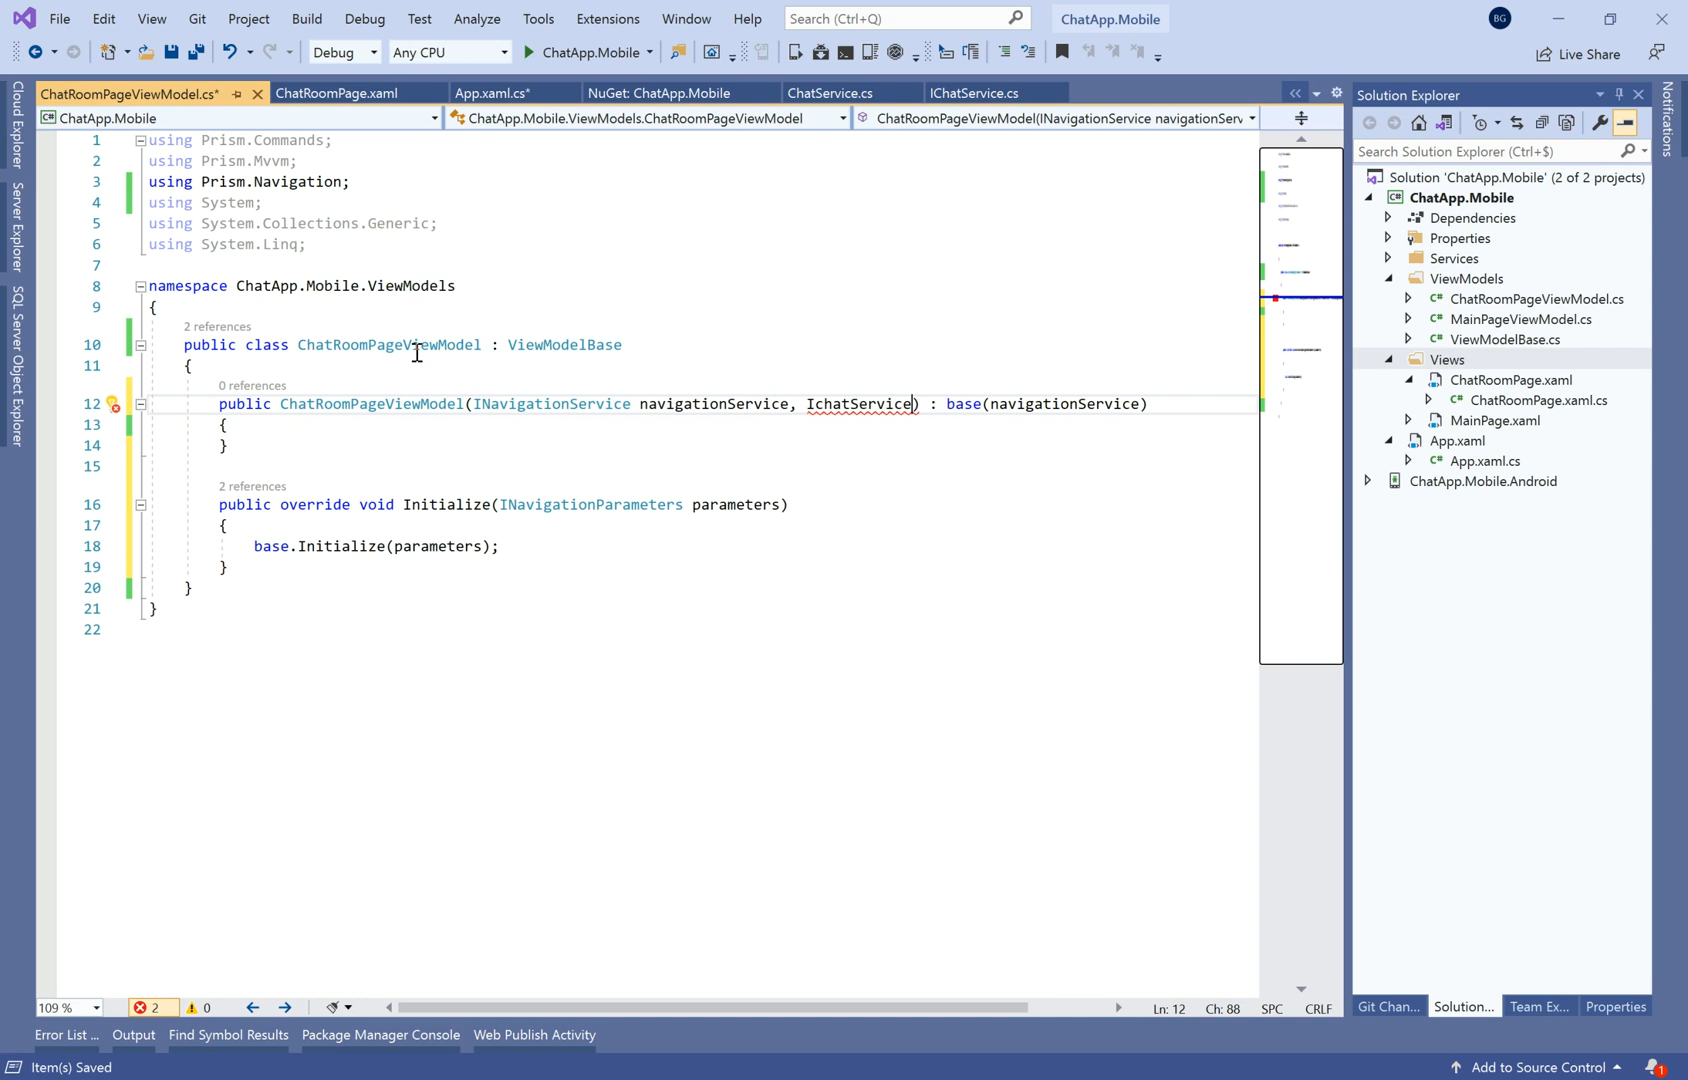 File Edit View Git Project Build Debug Test Analyze Tools Extensions Window Help Search (Ctrl+Q) ChatApp.Mobile BG
Debug Any CPU ChatApp.Mobile Live Share
ChatRoomPageViewModel.cs* ChatRoomPage.xaml App.xaml.cs* NuGet: ChatApp.Mobile ChatService.cs IChatService.cs
ChatApp.Mobile ChatApp.Mobile.ViewModels.ChatRoomPageViewModel ChatRoomPageViewModel(INavigationService navigationServ
Cloud Explorer
Server Explorer
SQL Server Object Explorer
1 using Prism.Commands;
2 using Prism.Mvvm;
3 using Prism.Navigation;
4 using System;
5 using System.Collections.Generic;
6 using System.Linq;
7
8 namespace ChatApp.Mobile.ViewModels
9 {
2 references
10 public class ChatRoomPageViewModel : ViewModelBase
11 {
0 references
12 public ChatRoomPageViewModel(INavigationService navigationService, IchatService) : base(navigationService)
13 {
14 }
15
2 references
16 public override void Initialize(INavigationParameters parameters)
17 {
18 base.Initialize(parameters);
19 }
20 }
21 }
22
109 % 2 0 Ln: 12 Ch: 88 SPC CRLF
Solution Explorer
Search Solution Explorer (Ctrl+$)
Solution 'ChatApp.Mobile' (2 of 2 projects)
ChatApp.Mobile
Dependencies
Properties
Services
ViewModels
C# ChatRoomPageViewModel.cs
C# MainPageViewModel.cs
C# ViewModelBase.cs
Views
ChatRoomPage.xaml
C# ChatRoomPage.xaml.cs
MainPage.xaml
App.xaml
C# App.xaml.cs
ChatApp.Mobile.Android
Git Chan... Solution... Team Ex... Properties
Notifications
Error List ... Output Find Symbol Results Package Manager Console Web Publish Activity
Item(s) Saved Add to Source Control 1